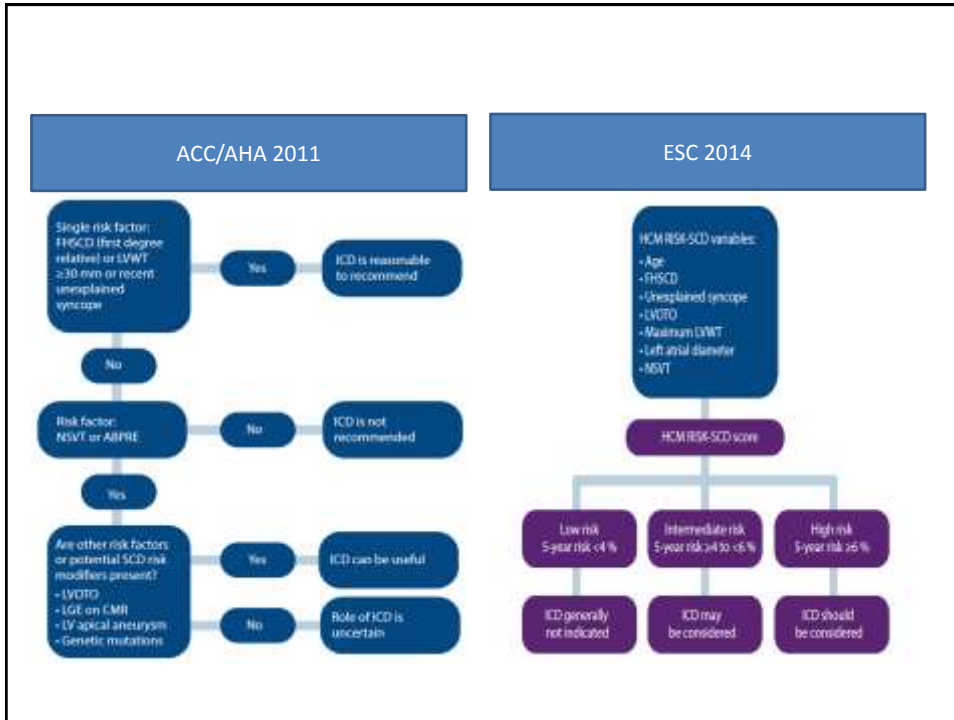 ACC/AHA 2011
Single risk factor:
FHSCD (first degree
relative) or LVWT
≥30 mm or recent
unexplained
syncope
Yes
ICD is reasonable
to recommend
No
Risk factor:
NSVT or ABPRE
No
ICD is not
recommended
Yes
Are other risk factors
or potential SCD risk
modifiers present?
• LVOTO
• LGE on CMR
• LV apical aneurysm
• Genetic mutations
Yes
ICD can be useful
No
Role of ICD is
uncertain
ESC 2014
HCM RISK-SCD variables:
• Age
• FHSCD
• Unexplained syncope
• LVOTO
• Maximum LVWT
• Left atrial diameter
• NSVT
HCM RISK-SCD score
Low risk
5-year risk <4 %
Intermediate risk
5-year risk ≥4 to <6 %
High risk
5-year risk ≥6 %
ICD generally
not indicated
ICD may
be considered
ICD should
be considered